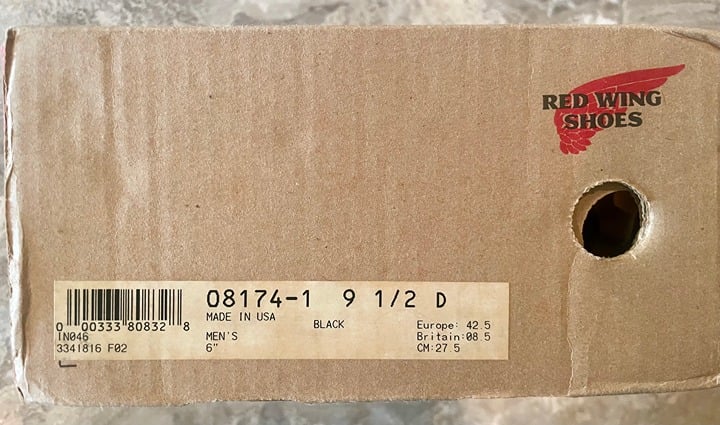 RED WING
SHOES
08174-1 9 1/2 D
MADE IN USA
BLACK
0 00333 80832 8
IN046
3341816 F02
MEN'S
6"
Europe: 42.5
Britain:08.5
CM:27.5